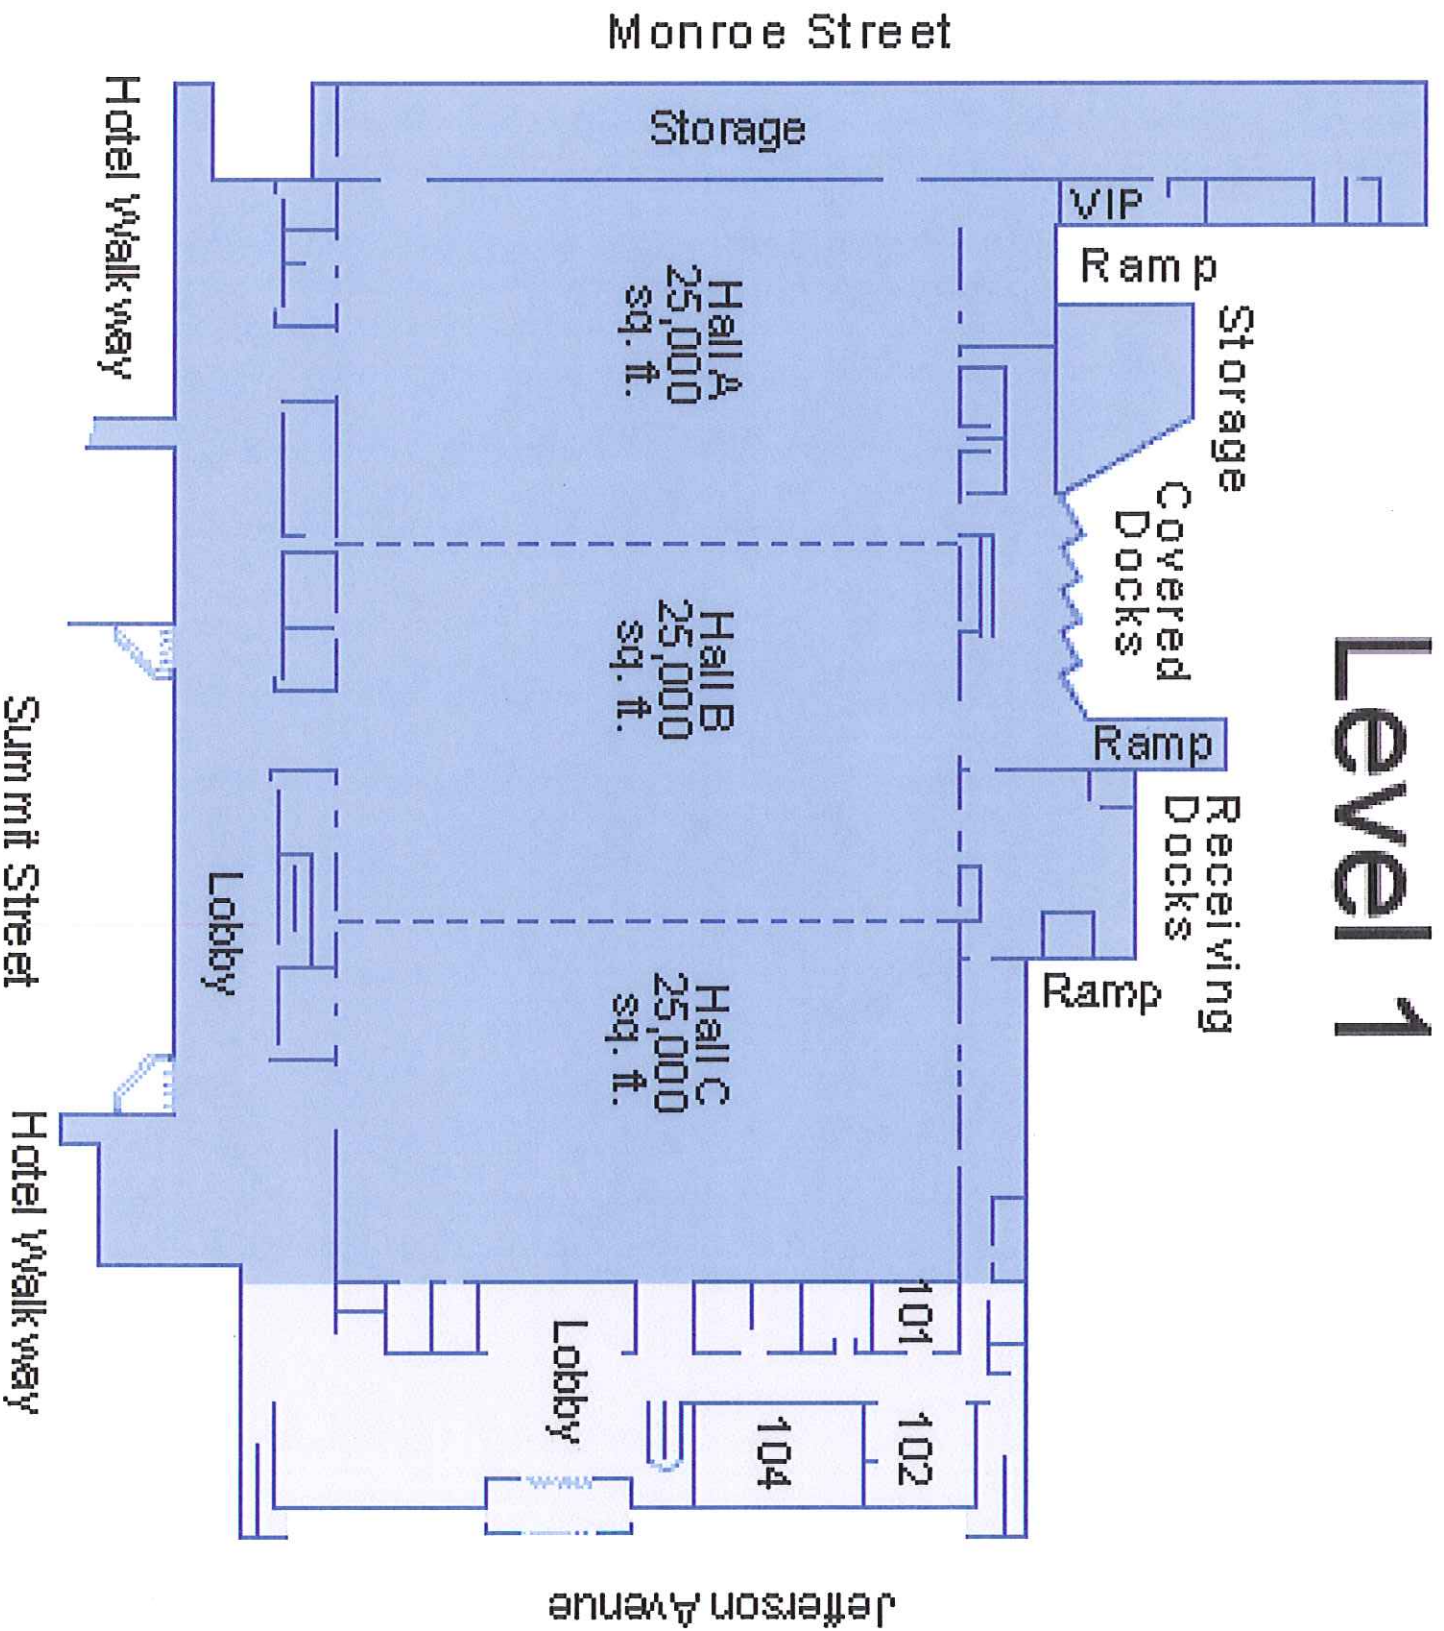 Level 1
Monroe Street
Storage
VIP
Ramp
Storage
Covered
Docks
Ramp
Receiving
Docks
Ramp
Hotel Walkway
Hall A
25,000
sq. ft.
Hall B
25,000
sq. ft.
Hall C
25,000
sq. ft.
Lobby
Summit Street
Hotel Walkway
101
Lobby
104
102
Jefferson Avenue